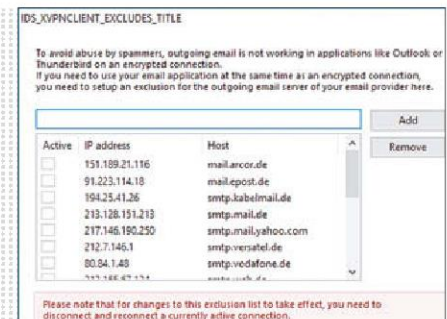 IDS_XVPNCLIENT_EXCLUDES_TITLE
To avoid abuse by spammers, outgoing email is not working in applications like Outlook or
Thunderbird on an encrypted connection.
If you need to use your email application at the same time as an encrypted connection,
you need to setup an exclusion for the outgoing email server of your email provider here.
Add
Active IP address Host Remove
151.189.21.116 mail.arcor.de
91.223.114.18 mail.epost.de
194.25.41.26 smtp.kabelmail.de
213.128.151.213 smtp.mail.de
217.146.190.250 smtp.mail.yahoo.com
212.7.146.1 smtp.versatel.de
80.84.1.48 smtp.vodafone.de
smtp.web.de
Please note that for changes to this exclusion list to take effect, you need to
disconnect and reconnect a currently active connection.